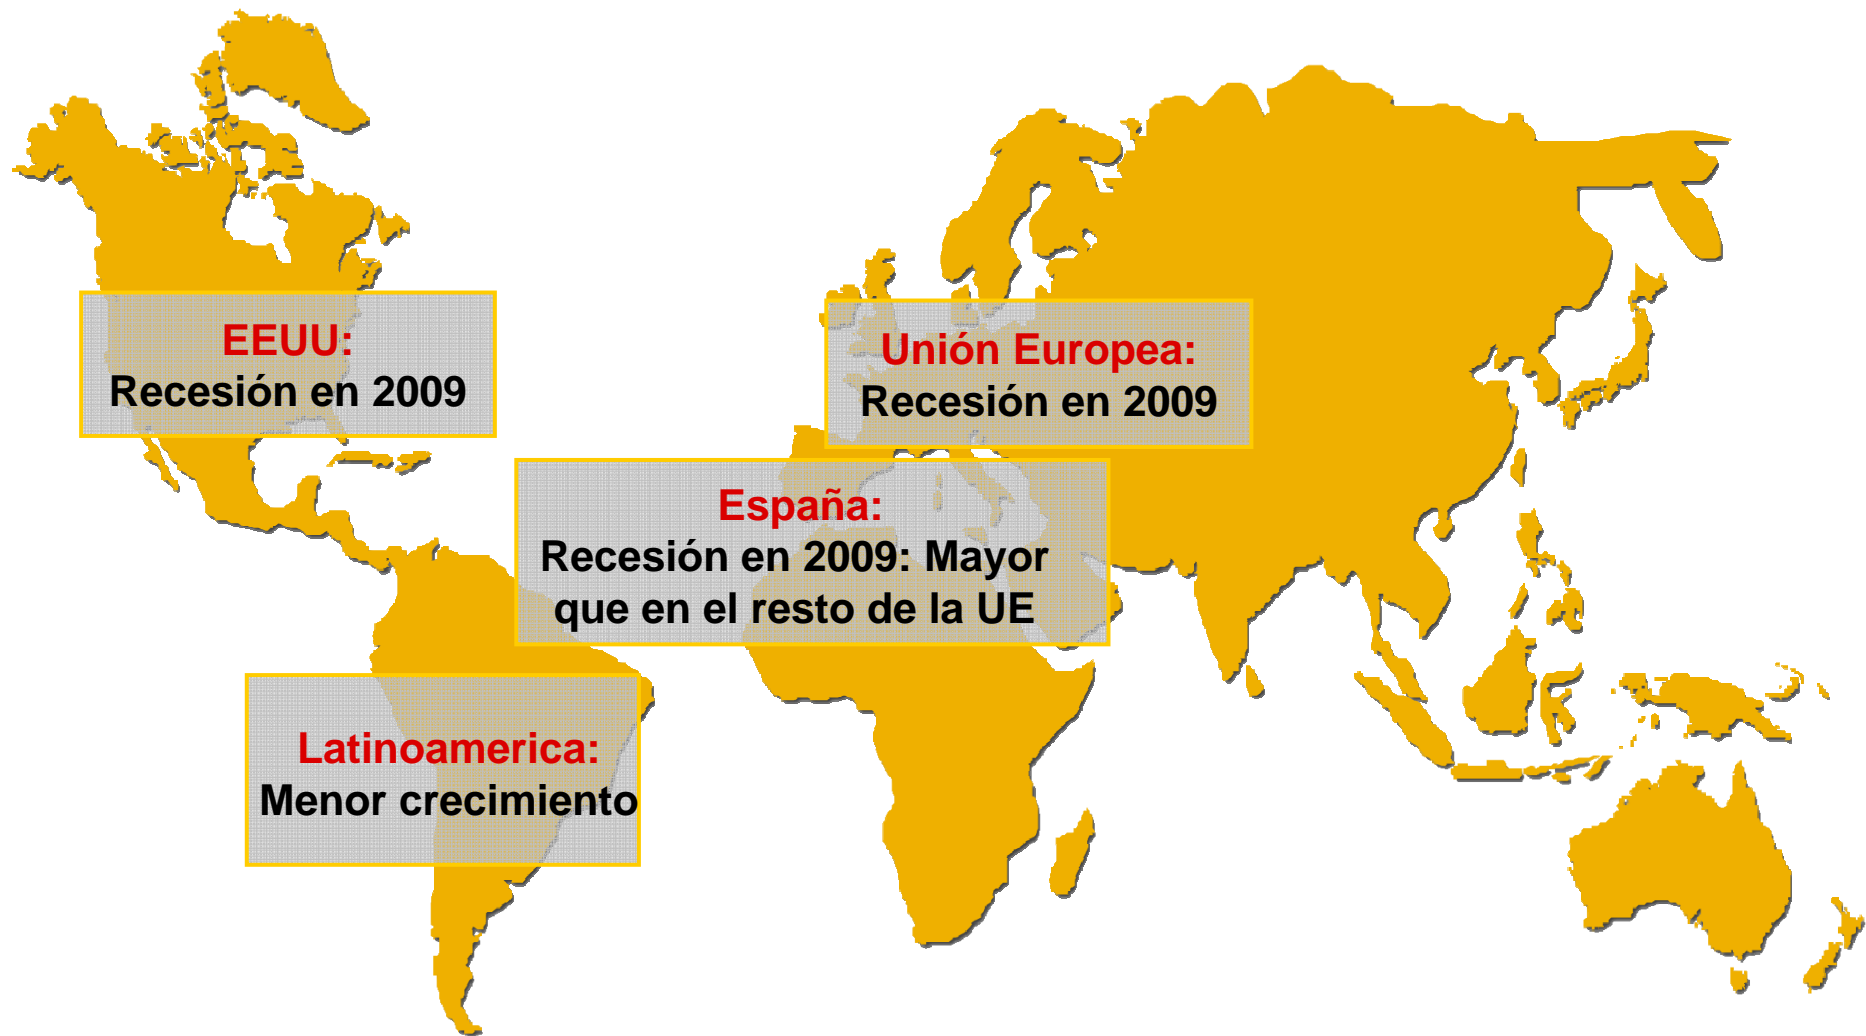 EEUU:
Recesión en 2009
Unión Europea:
Recesión en 2009
España:
Recesión en 2009: Mayor
que en el resto de la UE
Latinoamerica:
Menor crecimiento